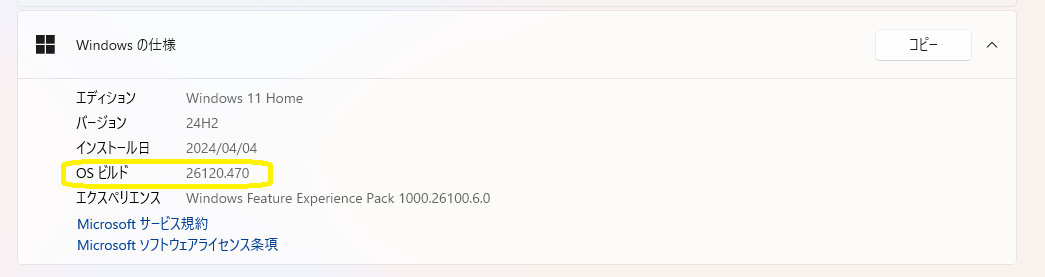 Windows の仕様
コピー
エディション Windows 11 Home
バージョン 24H2
インストール日 2024/04/04
OS ビルド 26120.470
エクスペリエンス Windows Feature Experience Pack 1000.26100.6.0
Microsoft サービス規約
Microsoft ソフトウェアライセンス条項